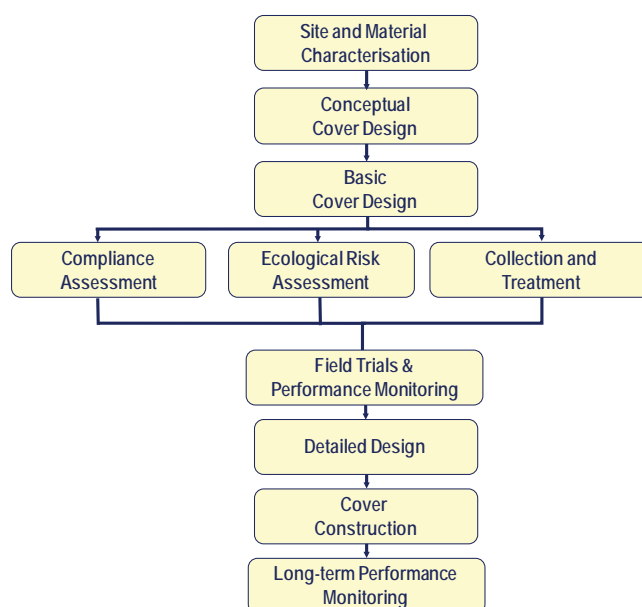 Site and Material
Characterisation
Conceptual
Cover Design
Basic
Cover Design
Compliance
Assessment
Ecological Risk
Assessment
Collection and
Treatment
Field Trials &
Performance Monitoring
Detailed Design
Cover
Construction
Long-term Performance
Monitoring